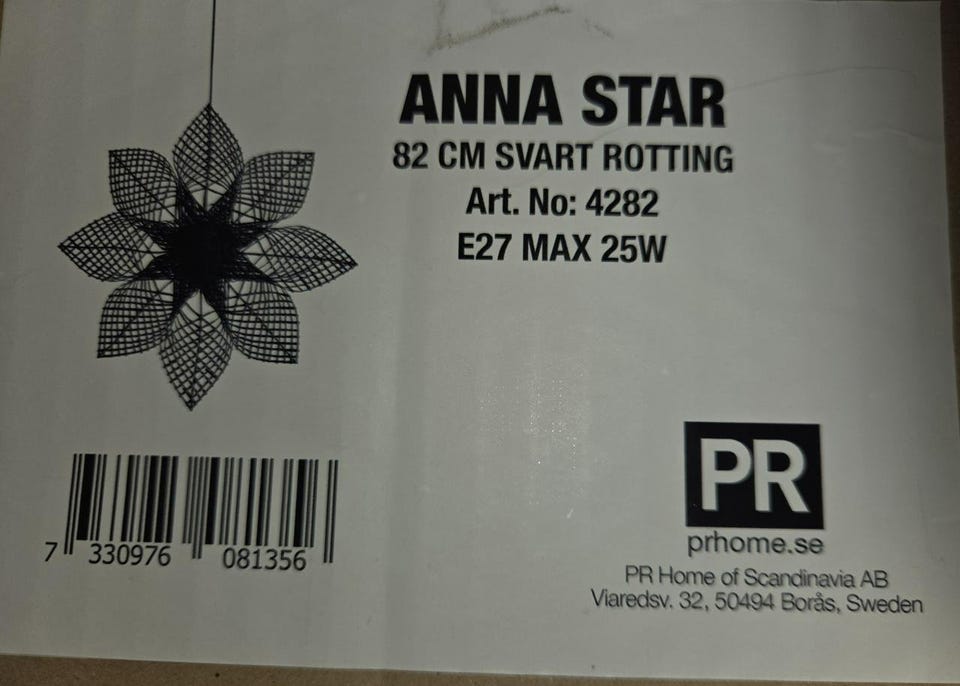 ANNA STAR
82 CM SVART ROTTING
Art. No: 4282
E27 MAX 25W
7 330976 081356
PR
prhome.se
PR Home of Scandinavia AB
Viaredsv. 32, 50494 Borås, Sweden